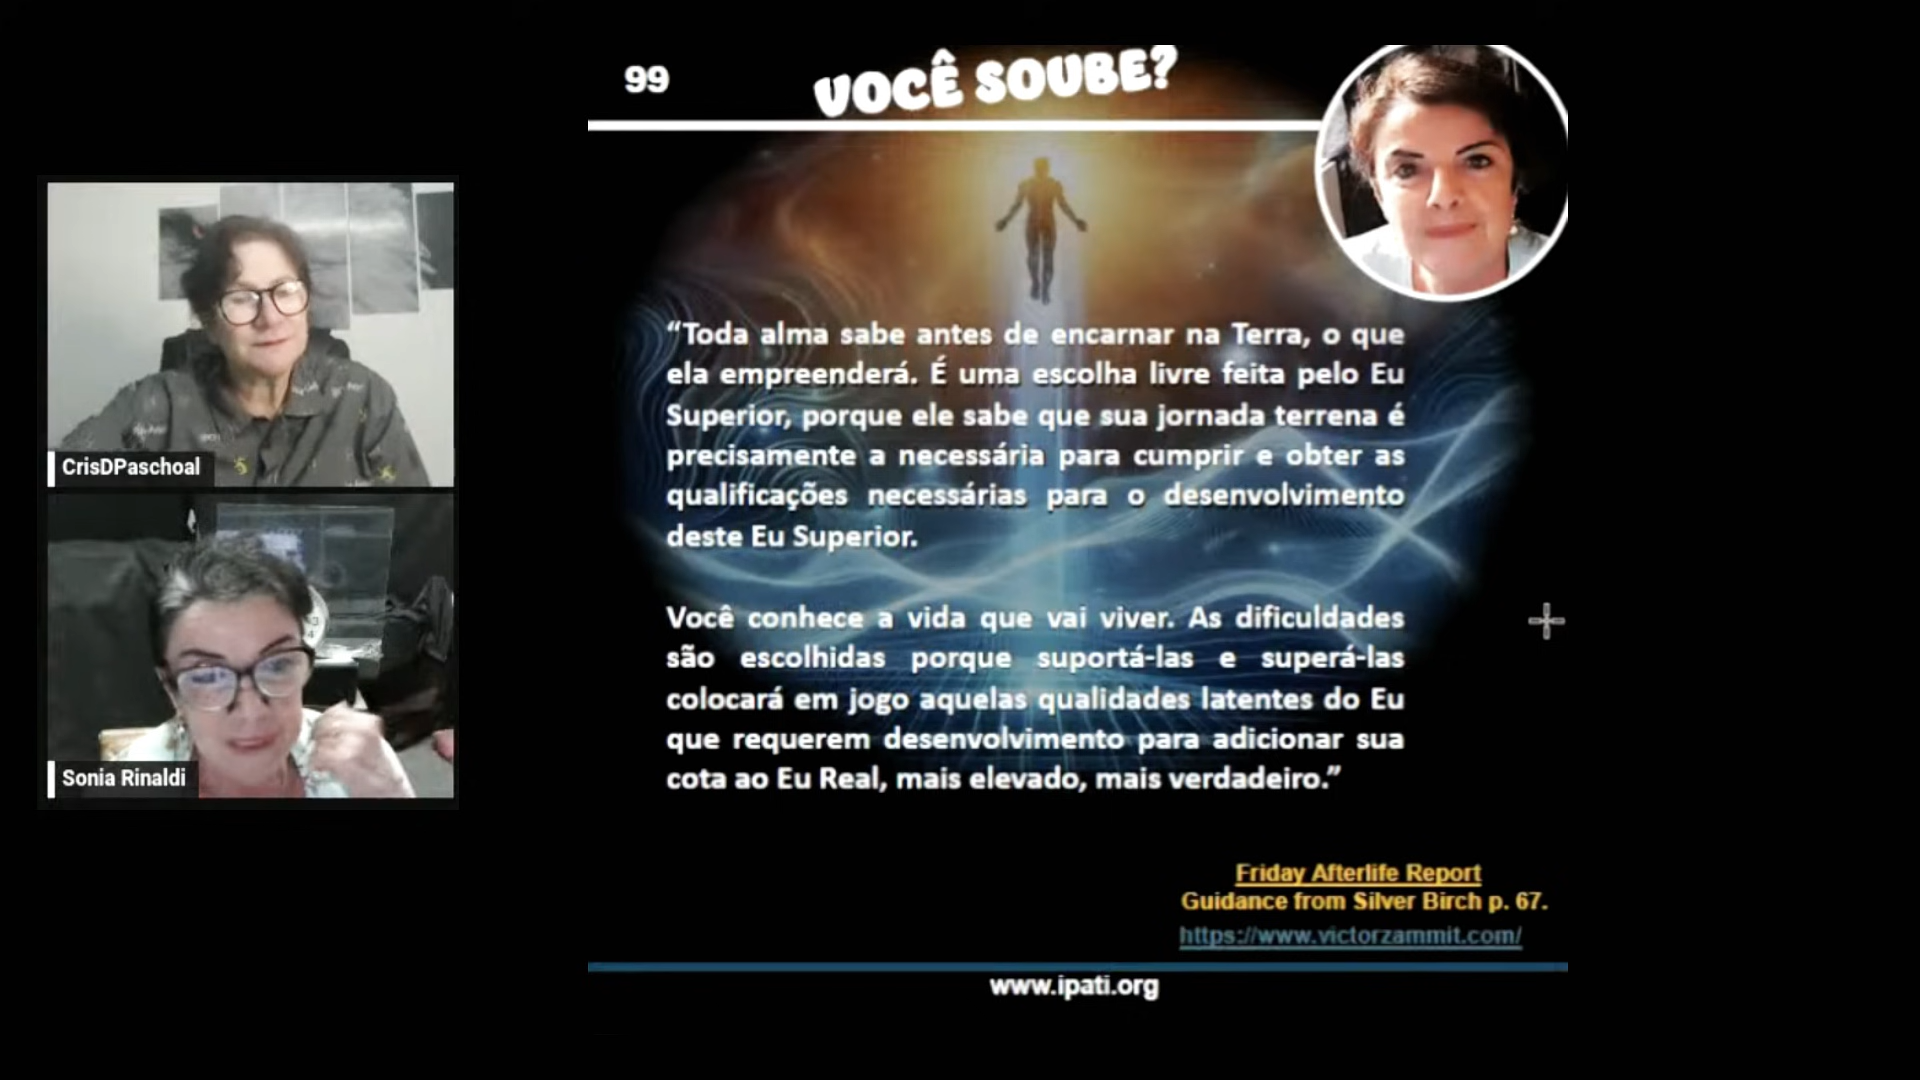 99
VOCÊ SOUBE?
“Toda alma sabe antes de encarnar na Terra, o que
ela empreenderá. É uma escolha livre feita pelo Eu
Superior, porque ele sabe que sua jornada terrena é
precisamente a necessária para cumprir e obter as
qualificações necessárias para o desenvolvimento
deste Eu Superior.
Você conhece a vida que vai viver. As dificuldades
são escolhidas porque suportá-las e superá-las
colocará em jogo aquelas qualidades latentes do Eu
que requerem desenvolvimento para adicionar sua
cota ao Eu Real, mais elevado, mais verdadeiro.”
Friday Afterlife Report
Guidance from Silver Birch p. 67.
https://www.victorzammit.com/
www.ipati.org
CrisDPaschoal
Sonia Rinaldi